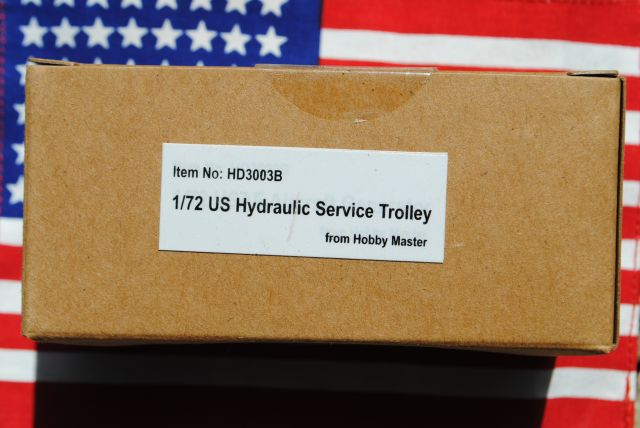 Item No: HD3003B
1/72 US Hydraulic Service Trolley
from Hobby Master